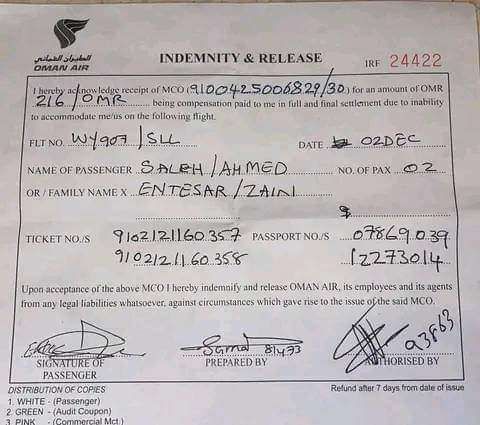 الطيران العماني
OMAN AIR
INDEMNITY & RELEASE
IRF 24422
I hereby acknowledge receipt of MCO (9100425006829/30) for an amount of OMR
216/OMR being compensation paid to me in full and final settlement due to inability
to accommodate me/us on the following flight.
FLT NO. WY907/SLL DATE 02DEC
NAME OF PASSENGER SALEH/AHMED NO. OF PAX 02
OR / FAMILY NAME X ENTESAR/ZAINI
TICKET NO./S 9102121160357 PASSPORT NO./S 07869039
9102121160358 12273014
Upon acceptance of the above MCO I hereby indemnify and release OMAN AIR, its employees and its agents
from any legal liabilities whatsoever, against circumstances which gave rise to the issue of the said MCO.
81473 93863
SIGNATURE OF PASSENGER PREPARED BY AUTHORISED BY
DISTRIBUTION OF COPIES Refund after 7 days from date of issue
1. WHITE - (Passenger)
2. GREEN - (Audit Coupon)
3. PINK - (Commercial Mct.)